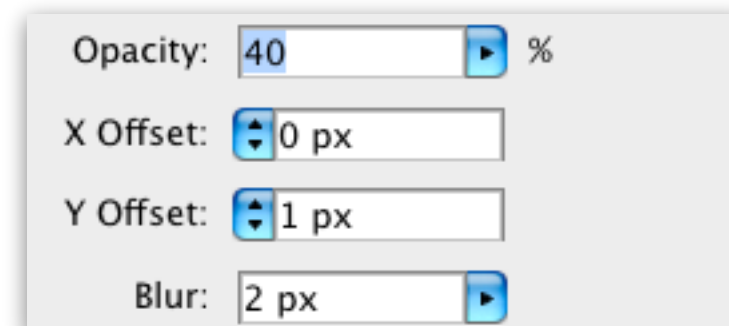 Opacity: 40 %
X Offset: 0 px
Y Offset: 1 px
Blur: 2 px